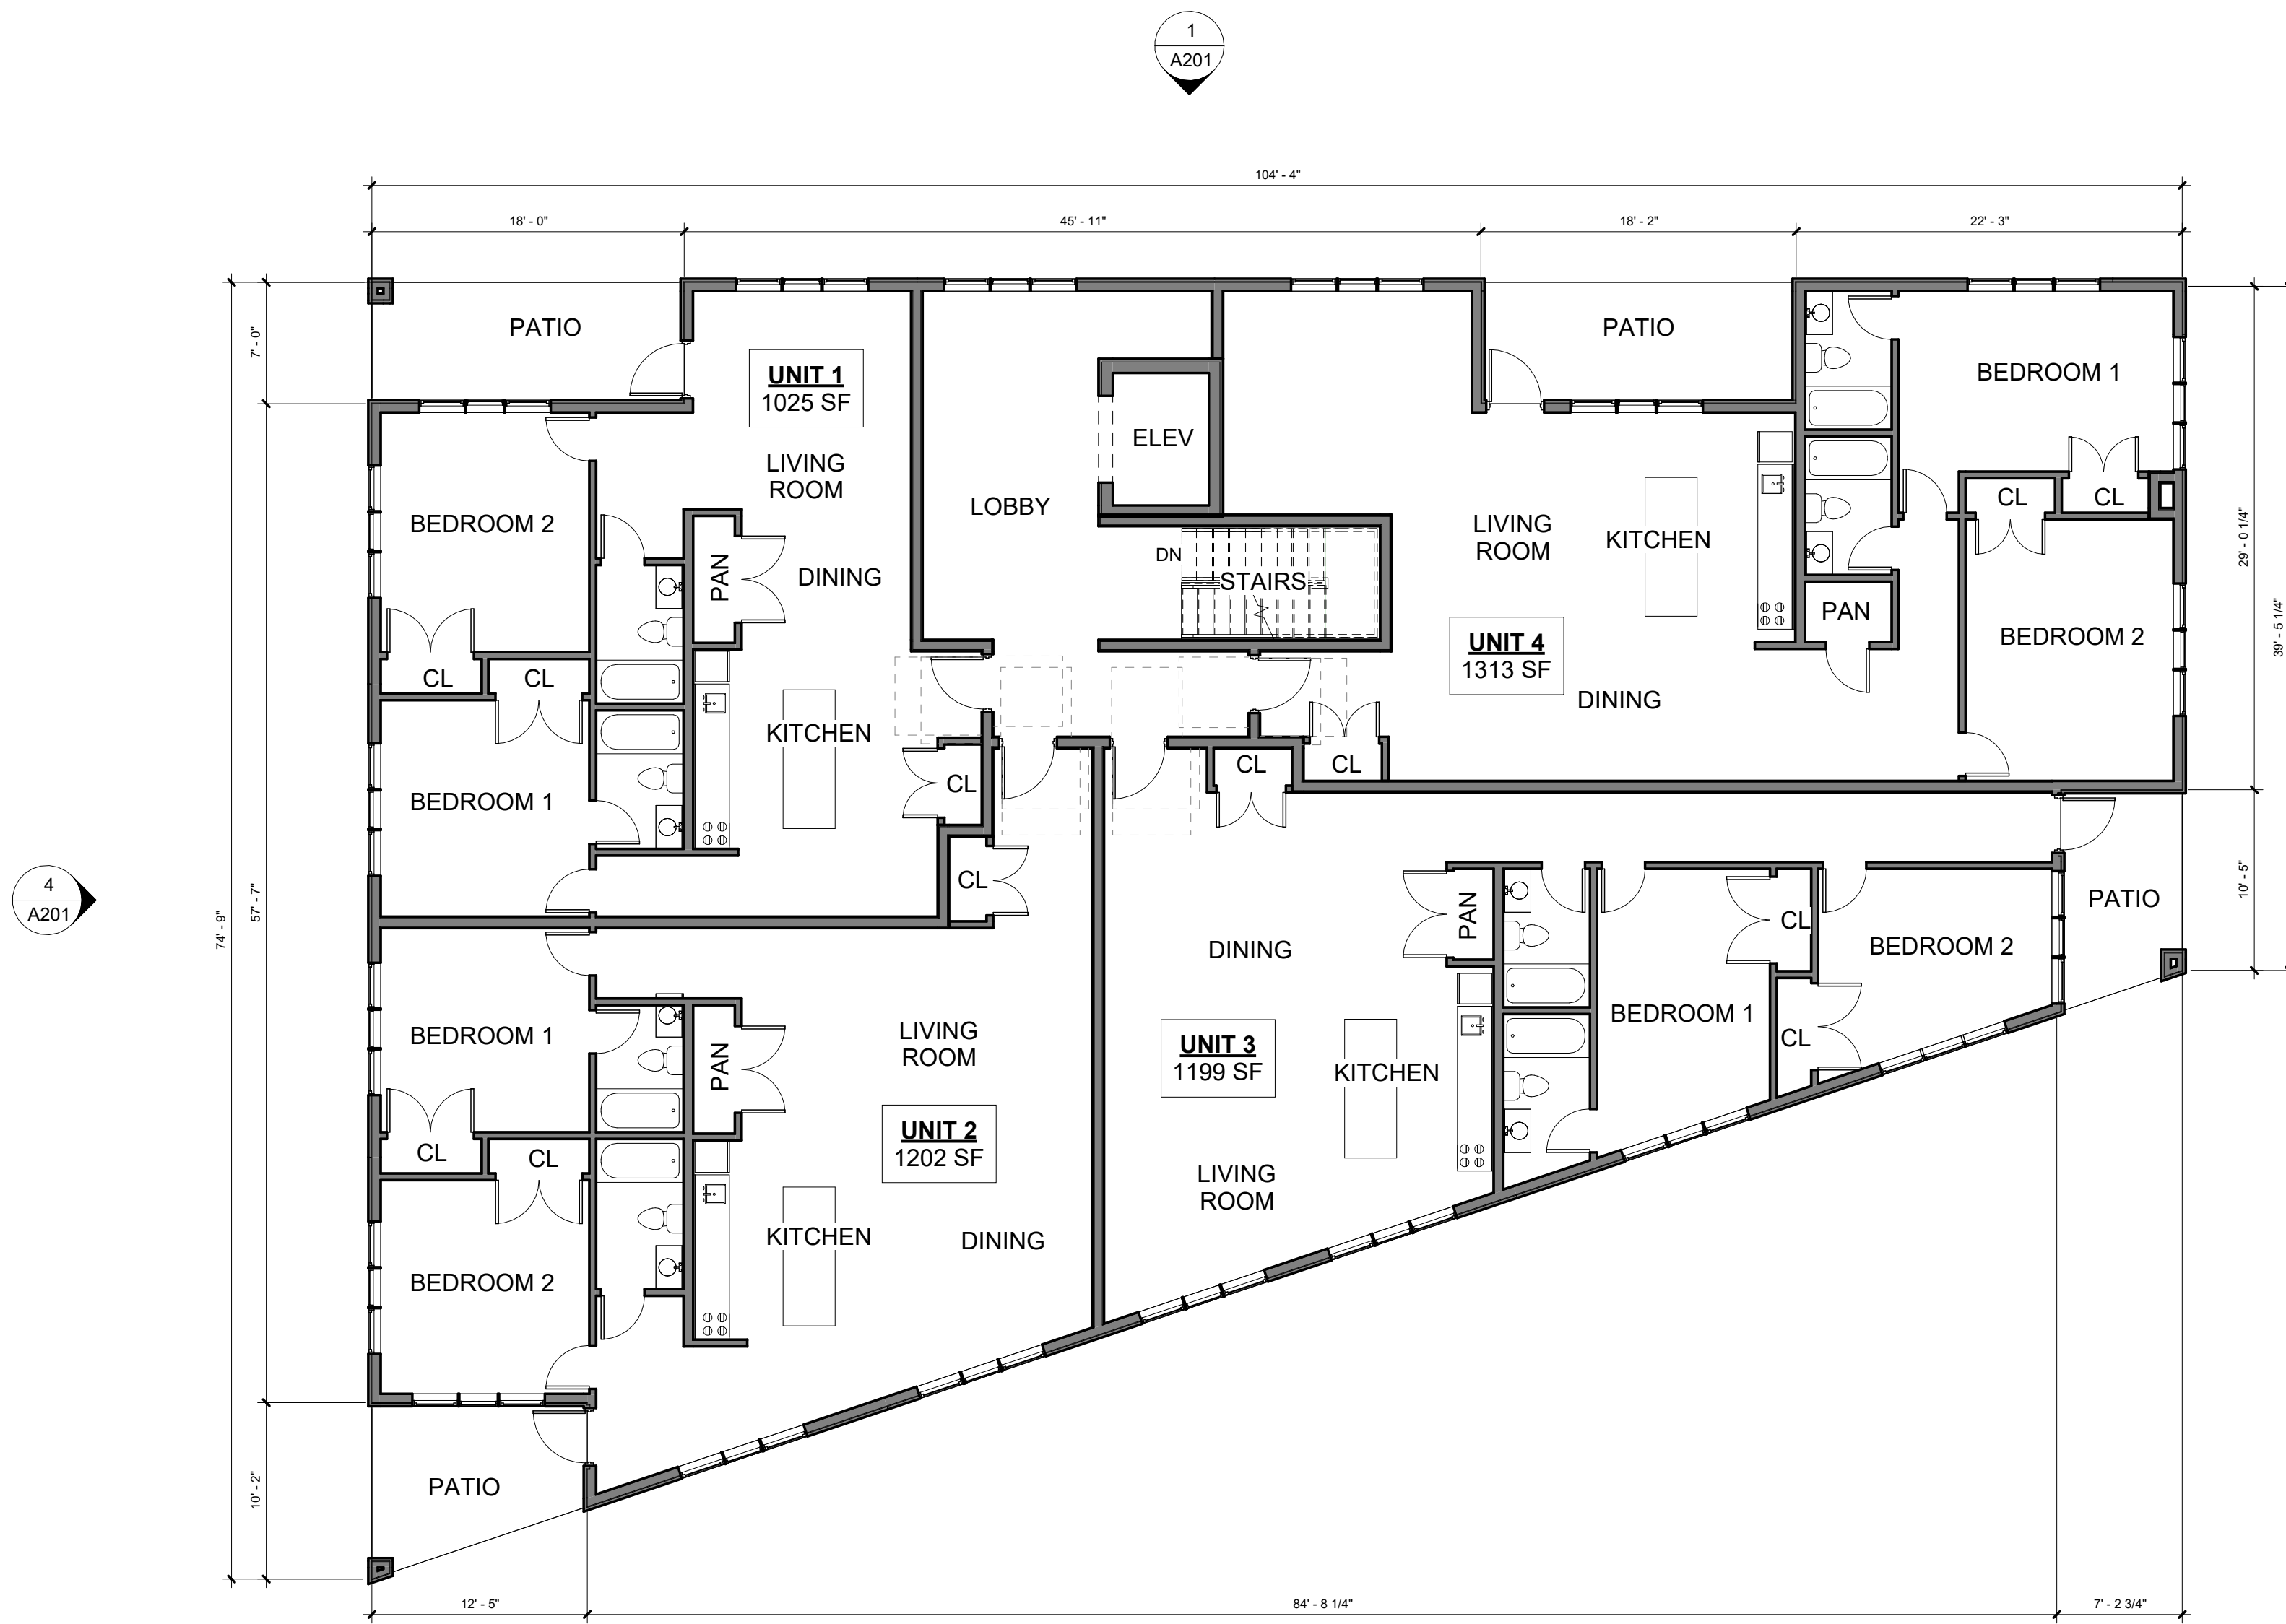 1
A201
104' - 4"
18' - 0"
45' - 11"
18' - 2"
22' - 3"
PATIO
PATIO
7' - 0"
UNIT 1
1025 SF
BEDROOM 1
ELEV
LIVING
ROOM
LOBBY
CL
CL
BEDROOM 2
LIVING
ROOM
KITCHEN
29' - 0 1/4"
DN
PAN
DINING
STAIRS
PAN
39' - 5 1/4"
UNIT 4
1313 SF
BEDROOM 2
CL
CL
DINING
KITCHEN
CL
CL
CL
BEDROOM 1
4
A201
74' - 9"
57' - 7"
CL
PAN
CL
PATIO
10' - 5"
DINING
BEDROOM 2
BEDROOM 1
LIVING
ROOM
PAN
UNIT 3
1199 SF
KITCHEN
BEDROOM 1
CL
UNIT 2
1202 SF
CL
CL
LIVING
ROOM
KITCHEN
DINING
BEDROOM 2
PATIO
10' - 2"
12' - 5"
84' - 8 1/4"
7' - 2 3/4"